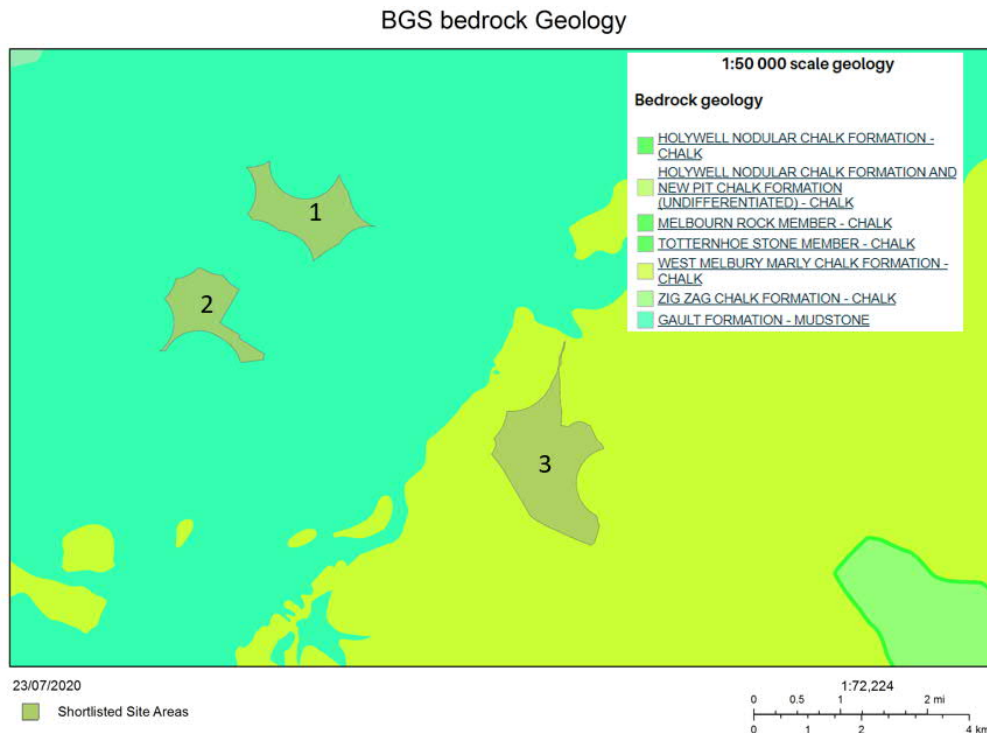 BGS bedrock Geology
1:50 000 scale geology
Bedrock geology
HOLYWELL NODULAR CHALK FORMATION -
CHALK
HOLYWELL NODULAR CHALK FORMATION AND
NEW PIT CHALK FORMATION
(UNDIFFERENTIATED) - CHALK
MELBOURN ROCK MEMBER - CHALK
TOTTERNHOE STONE MEMBER - CHALK
WEST MELBURY MARLY CHALK FORMATION -
CHALK
ZIG ZAG CHALK FORMATION - CHALK
GAULT FORMATION - MUDSTONE
1
2
3
23/07/2020
Shortlisted Site Areas
1:72,224
0 0.5 1 2 mi
0 1 2 4 km